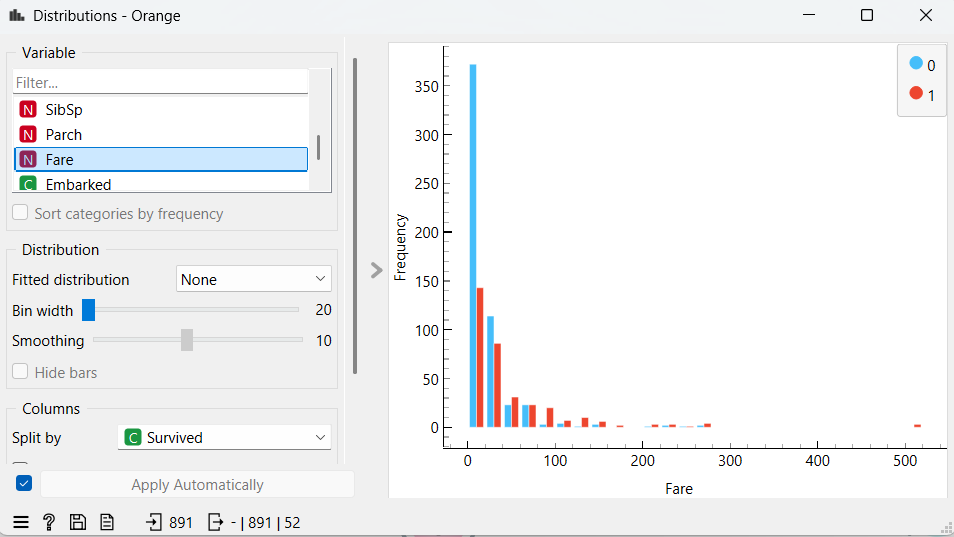 Distributions - Orange
Variable
Filter...
N SibSp
N Parch
N Fare
C Embarked
Sort categories by frequency
Distribution
Fitted distribution None
Bin width 20
Smoothing 10
Hide bars
Columns
Split by C Survived
Apply Automatically
891 - | 891 | 52
0
1
Frequency
350
300
250
200
150
100
50
0
0 100 200 300 400 500
Fare